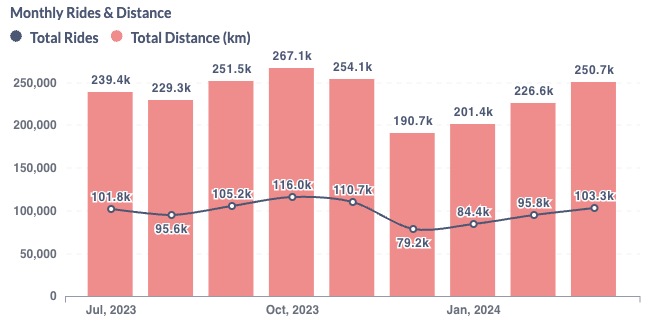 Monthly Rides & Distance
Total Rides Total Distance (km)
267.1k
251.5k 254.1k 250.7k
239.4k 229.3k 226.6k
250,000
190.7k 201.4k
200,000
150,000
116.0k
101.8k 105.2k 110.7k 103.3k
95.6k 84.4k 95.8k
100,000
79.2k
50,000
0
Jul, 2023 Oct, 2023 Jan, 2024